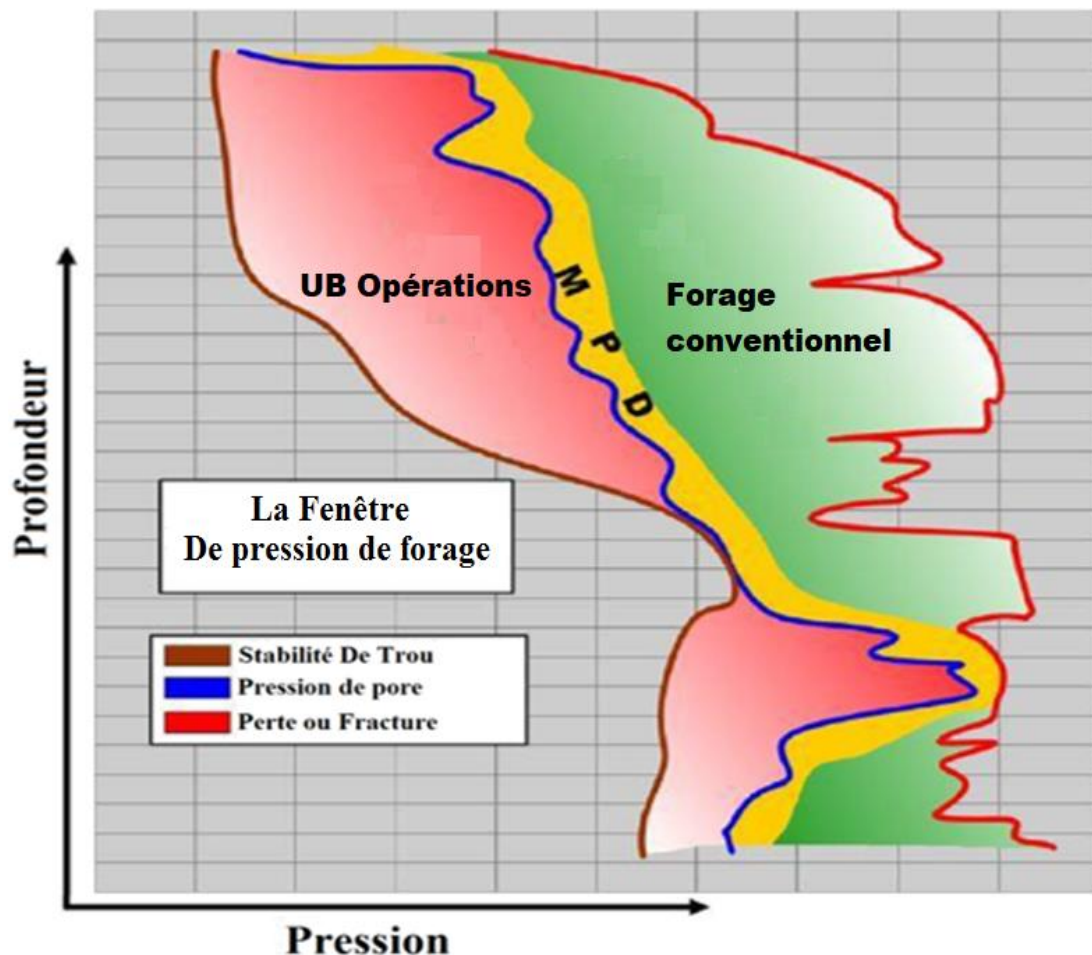 UB Opérations
M P D
Forage
conventionnel
Profondeur
La Fenêtre
De pression de forage
Stabilité De Trou
Pression de pore
Perte ou Fracture
Pression